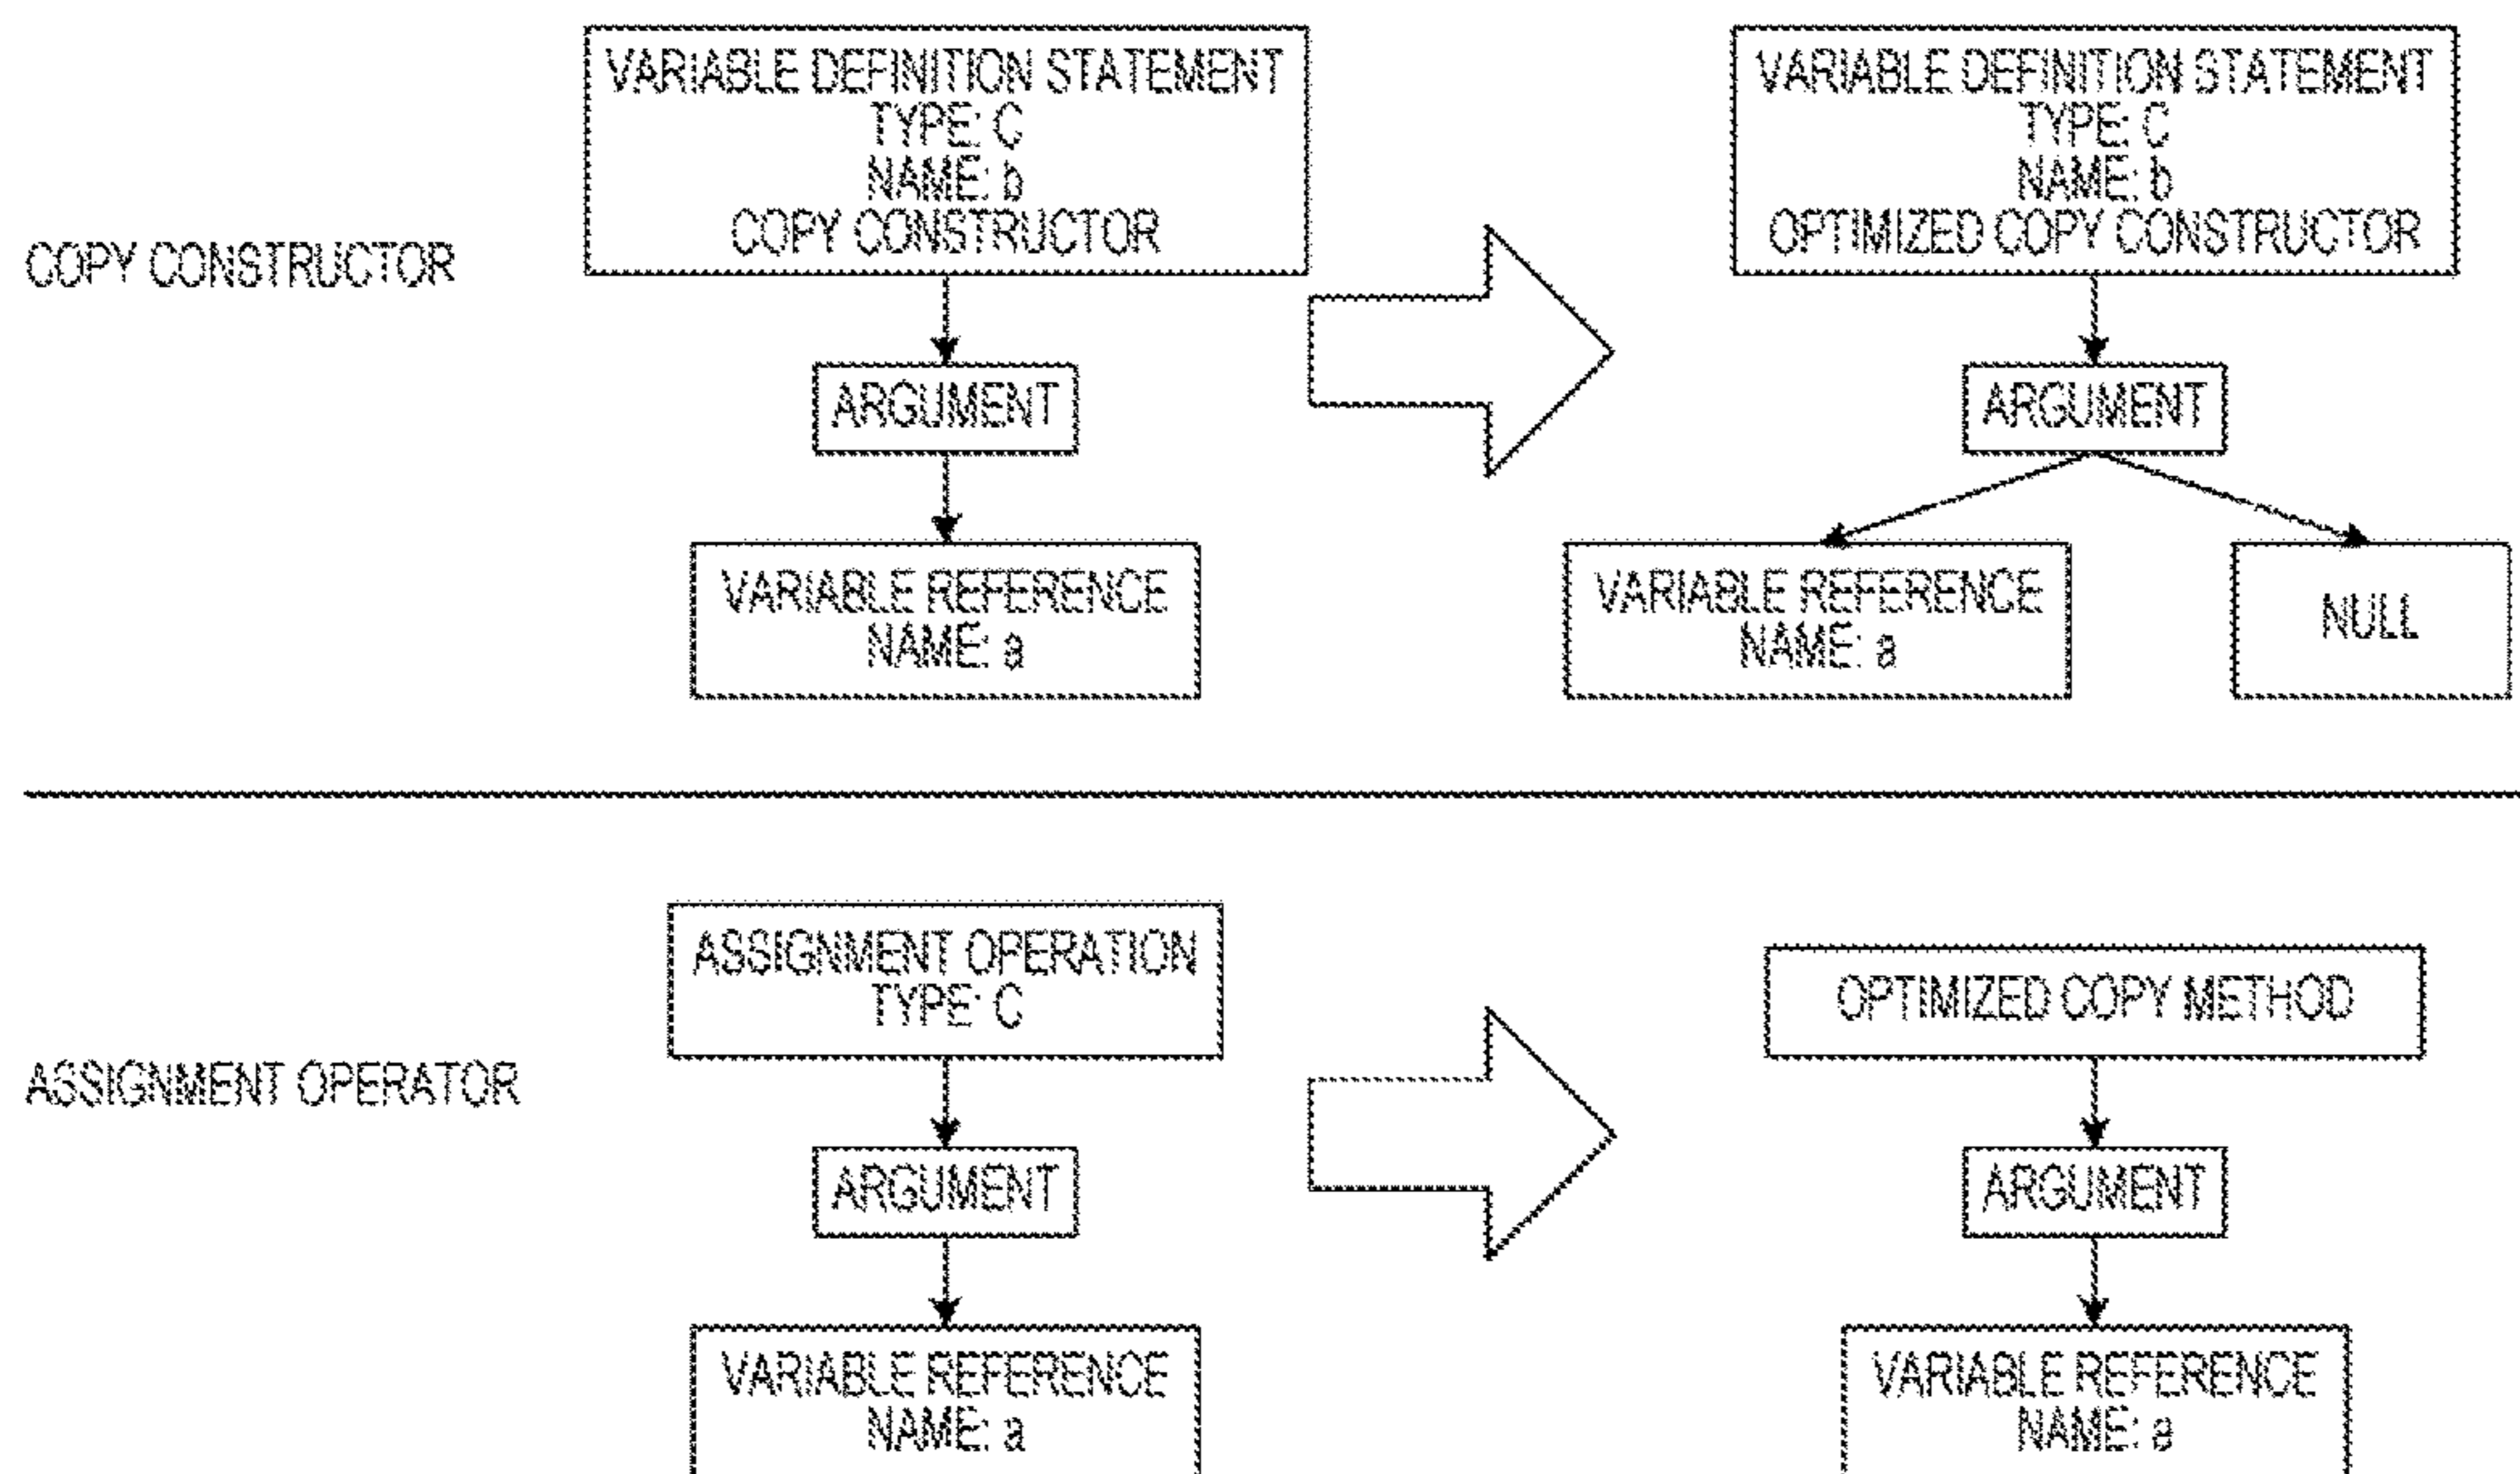 COPY CONSTRUCTOR
VARIABLE DEFINITION STATEMENT
TYPE: C
NAME: b
COPY CONSTRUCTOR
ARGUMENT
VARIABLE REFERENCE
NAME: a
VARIABLE DEFINITION STATEMENT
TYPE: C
NAME: b
OPTIMIZED COPY CONSTRUCTOR
ARGUMENT
VARIABLE REFERENCE
NAME: a
NULL
ASSIGNMENT OPERATOR
ASSIGNMENT OPERATION
TYPE: C
ARGUMENT
VARIABLE REFERENCE
NAME: a
OPTIMIZED COPY METHOD
ARGUMENT
VARIABLE REFERENCE
NAME: a